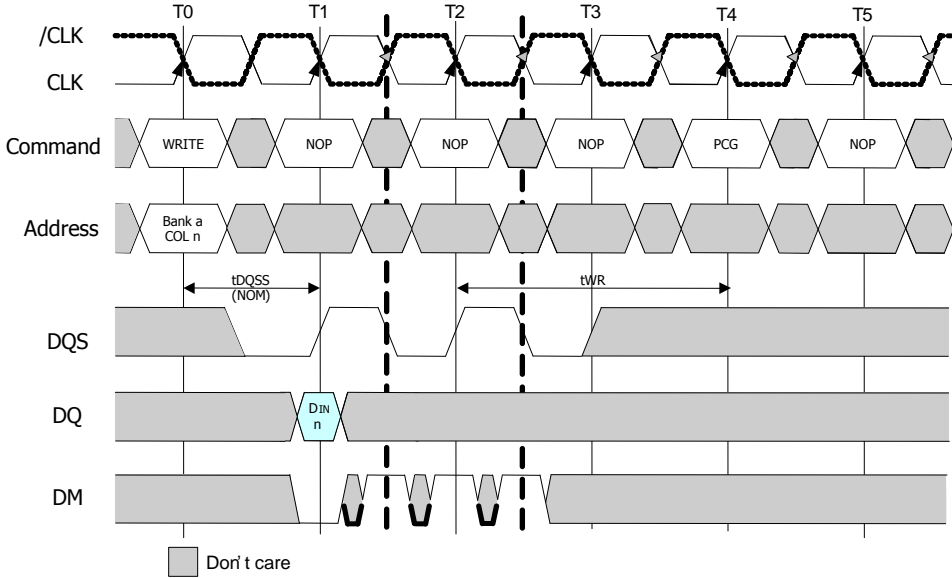 T0 T1 T2 T3 T4 T5
/CLK
CLK
Command WRITE NOP NOP NOP PCG NOP
Address Bank a
COL n
tDQSS
(NOM)
tWR
DQS
DQ DIN
n
DM
Don't care